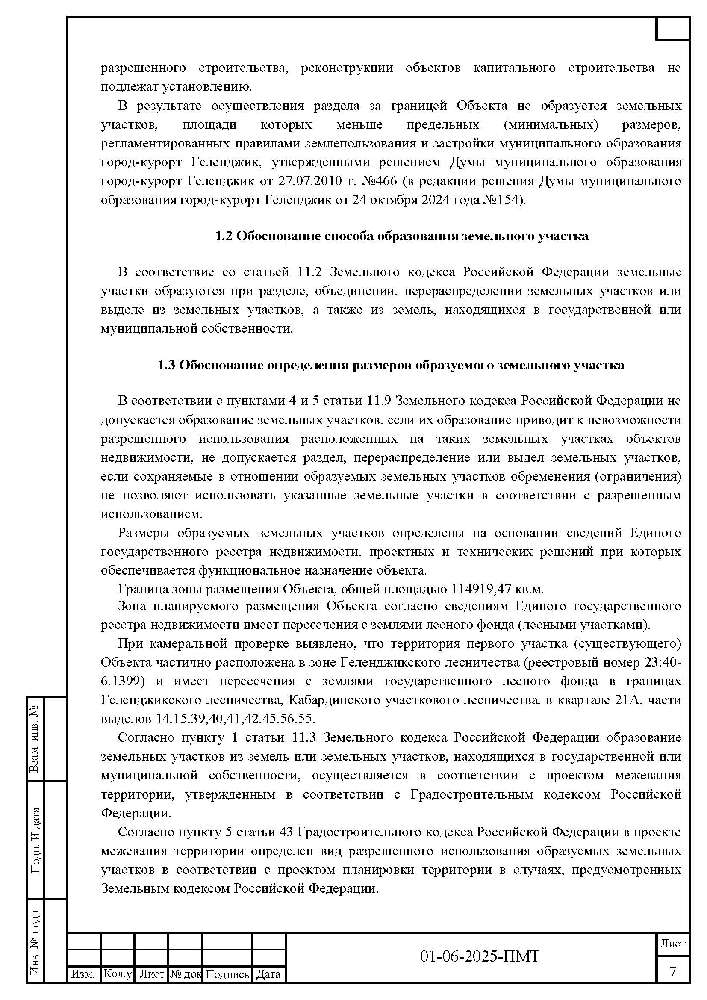 разрешенного строительства, реконструкции объектов капитального строительства не
подлежат установлению.
В результате осуществления раздела за границей Объекта не образуется земельных
участков, площади которых меньше предельных (минимальных) размеров,
регламентированных правилами землепользования и застройки муниципального образования
город-курорт Геленджик, утвержденными решением Думы муниципального образования
город-курорт Геленджик от 27.07.2010 г. №466 (в редакции решения Думы муниципального
образования город-курорт Геленджик от 24 октября 2024 года №154).
1.2 Обоснование способа образования земельного участка
В соответствие со статьей 11.2 Земельного кодекса Российской Федерации земельные
участки образуются при разделе, объединении, перераспределении земельных участков или
выделе из земельных участков, а также из земель, находящихся в государственной или
муниципальной собственности.
1.3 Обоснование определения размеров образуемого земельного участка
В соответствии с пунктами 4 и 5 статьи 11.9 Земельного кодекса Российской Федерации не
допускается образование земельных участков, если их образование приводит к невозможности
разрешенного использования расположенных на таких земельных участках объектов
недвижимости, не допускается раздел, перераспределение или выдел земельных участков,
если сохраняемые в отношении образуемых земельных участков обременения (ограничения)
не позволяют использовать указанные земельные участки в соответствии с разрешенным
использованием.
Размеры образуемых земельных участков определены на основании сведений Единого
государственного реестра недвижимости, проектных и технических решений при которых
обеспечивается функциональное назначение объекта.
Граница зоны размещения Объекта, общей площадью 114919,47 кв.м.
Зона планируемого размещения Объекта согласно сведениям Единого государственного
реестра недвижимости имеет пересечения с землями лесного фонда (лесными участками).
При камеральной проверке выявлено, что территория первого участка (существующего)
Объекта частично расположена в зоне Геленджикского лесничества (реестровый номер 23:40-
6.1399) и имеет пересечения с землями государственного лесного фонда в границах
Геленджикского лесничества, Кабардинского участкового лесничества, в квартале 21А, части
выделов 14,15,39,40,41,42,45,56,55.
Согласно пункту 1 статьи 11.3 Земельного кодекса Российской Федерации образование
земельных участков из земель или земельных участков, находящихся в государственной или
муниципальной собственности, осуществляется в соответствии с проектом межевания
территории, утвержденным в соответствии с Градостроительным кодексом Российской
Федерации.
Согласно пункту 5 статьи 43 Градостроительного кодекса Российской Федерации в проекте
межевания территории определен вид разрешенного использования образуемых земельных
участков в соответствии с проектом планировки территории в случаях, предусмотренных
Земельным кодексом Российской Федерации.
Взам. инв. №
Подп. И дата
Инв. № подл.
Изм. Кол.у Лист № док Подпись Дата
01-06-2025-ПМТ
Лист
7